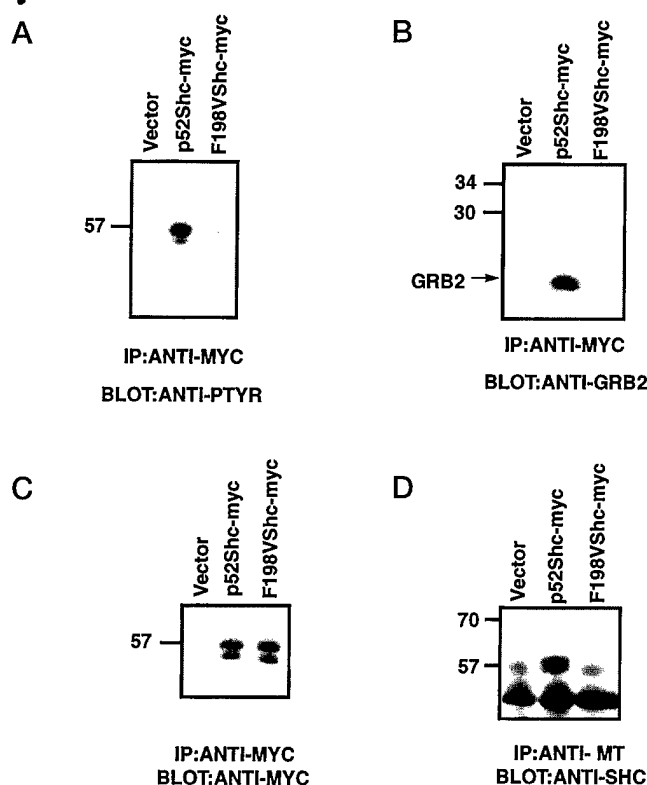 A
Vector
p52Shc-myc
F198VShc-myc
57
IP:ANTI-MYC
BLOT:ANTI-PTYR
B
Vector
p52Shc-myc
F198VShc-myc
34
30
GRB2
IP:ANTI-MYC
BLOT:ANTI-GRB2
C
Vector
p52Shc-myc
F198VShc-myc
57
IP:ANTI-MYC
BLOT:ANTI-MYC
D
Vector
p52Shc-myc
F198VShc-myc
70
57
IP:ANTI- MT
BLOT:ANTI-SHC